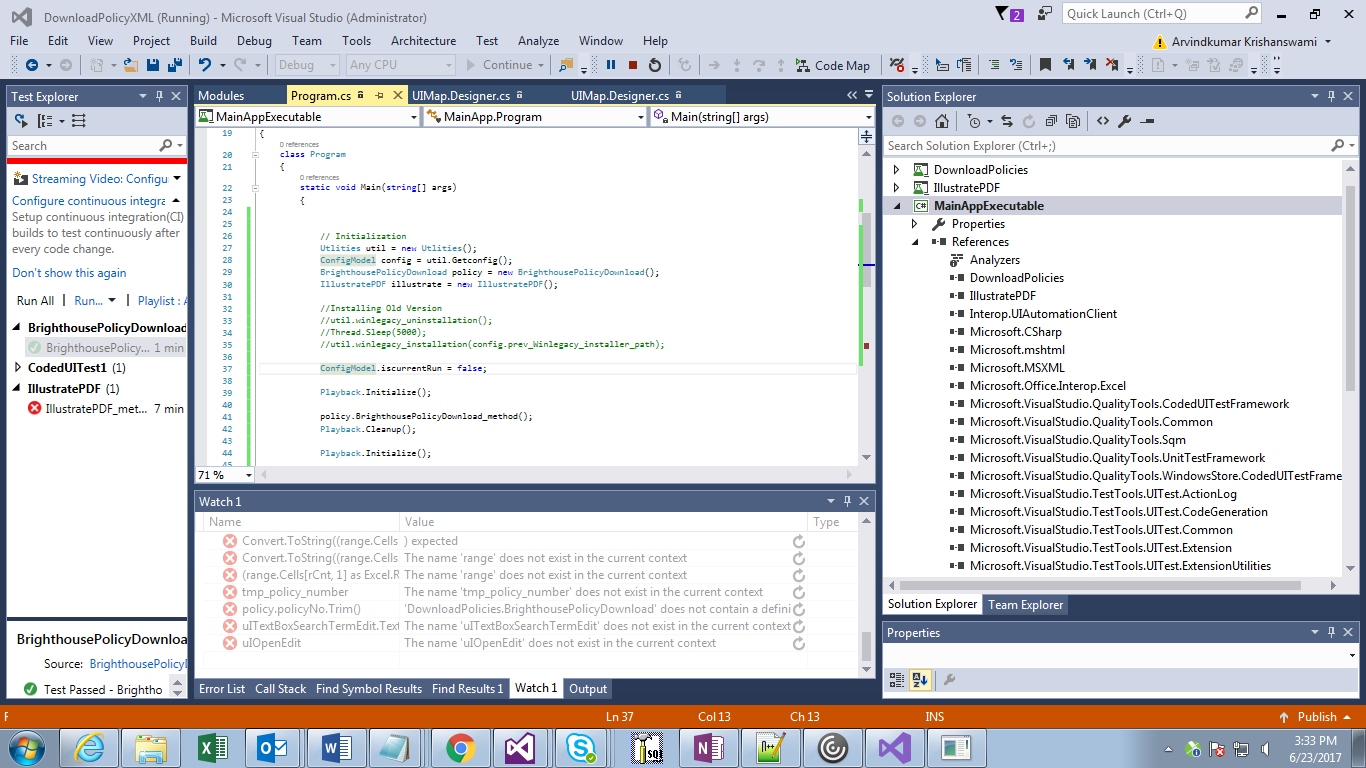 DownloadPolicyXML (Running) - Microsoft Visual Studio (Administrator)
2
Quick Launch (Ctrl+Q)
File Edit View Project Build Debug Team Tools Architecture Test Analyze Window Help
Arvindkumar Krishanswami
Debug Any CPU Continue Code Map
Test Explorer
Search
Streaming Video: Configu
Configure continuous integra
Setup continuous integration(CI)
builds to test continuously after
every code change.
Don't show this again
Run All Run... Playlist : A
BrighthousePolicyDownload
BrighthousePolicy... 1 min
CodedUITest1 (1)
IllustratePDF (1)
IllustratePDF_met... 7 min
BrighthousePolicyDownloa
Source: BrighthousePolicyD
Test Passed - Brightho
Modules Program.cs UIMap.Designer.cs UIMap.Designer.cs
MainAppExecutable MainApp.Program Main(string[] args)
19 {
0 references
20 class Program
21 {
0 references
22 static void Main(string[] args)
23 {
24
25
26 // Initialization
27 Utlities util = new Utlities();
28 ConfigModel config = util.Getconfig();
29 BrighthousePolicyDownload policy = new BrighthousePolicyDownload();
30 IllustratePDF illustrate = new IllustratePDF();
31
32 //Installing Old Version
33 //util.winlegacy_uninstallation();
34 //Thread.Sleep(5000);
35 //util.winlegacy_installation(config.prev_Winlegacy_installer_path);
36
37 ConfigModel.iscurrentRun = false;
38
39 Playback.Initialize();
40
41 policy.BrighthousePolicyDownload_method();
42 Playback.Cleanup();
43
44 Playback.Initialize();
45
71 %
Watch 1
Name Value Type
Convert.ToString((range.Cells ) expected
Convert.ToString((range.Cells The name 'range' does not exist in the current context
(range.Cells[rCnt, 1] as Excel.R The name 'range' does not exist in the current context
tmp_policy_number The name 'tmp_policy_number' does not exist in the current context
policy.policyNo.Trim() 'DownloadPolicies.BrighthousePolicyDownload' does not contain a defini
uITextBoxSearchTermEdit.Text The name 'uITextBoxSearchTermEdit' does not exist in the current context
uIOpenEdit The name 'uIOpenEdit' does not exist in the current context
Error List Call Stack Find Symbol Results Find Results 1 Watch 1 Output
Solution Explorer
Search Solution Explorer (Ctrl+;)
DownloadPolicies
IllustratePDF
MainAppExecutable
Properties
References
Analyzers
DownloadPolicies
IllustratePDF
Interop.UIAutomationClient
Microsoft.CSharp
Microsoft.mshtml
Microsoft.MSXML
Microsoft.Office.Interop.Excel
Microsoft.VisualStudio.QualityTools.CodedUITestFramework
Microsoft.VisualStudio.QualityTools.Common
Microsoft.VisualStudio.QualityTools.Sqm
Microsoft.VisualStudio.QualityTools.UnitTestFramework
Microsoft.VisualStudio.QualityTools.WindowsStore.CodedUITestFrame
Microsoft.VisualStudio.TestTools.UITest.ActionLog
Microsoft.VisualStudio.TestTools.UITest.CodeGeneration
Microsoft.VisualStudio.TestTools.UITest.Common
Microsoft.VisualStudio.TestTools.UITest.Extension
Microsoft.VisualStudio.TestTools.UITest.ExtensionUtilities
Solution Explorer Team Explorer
Properties
Ln 37 Col 13 Ch 13 INS Publish
3:33 PM
6/23/2017